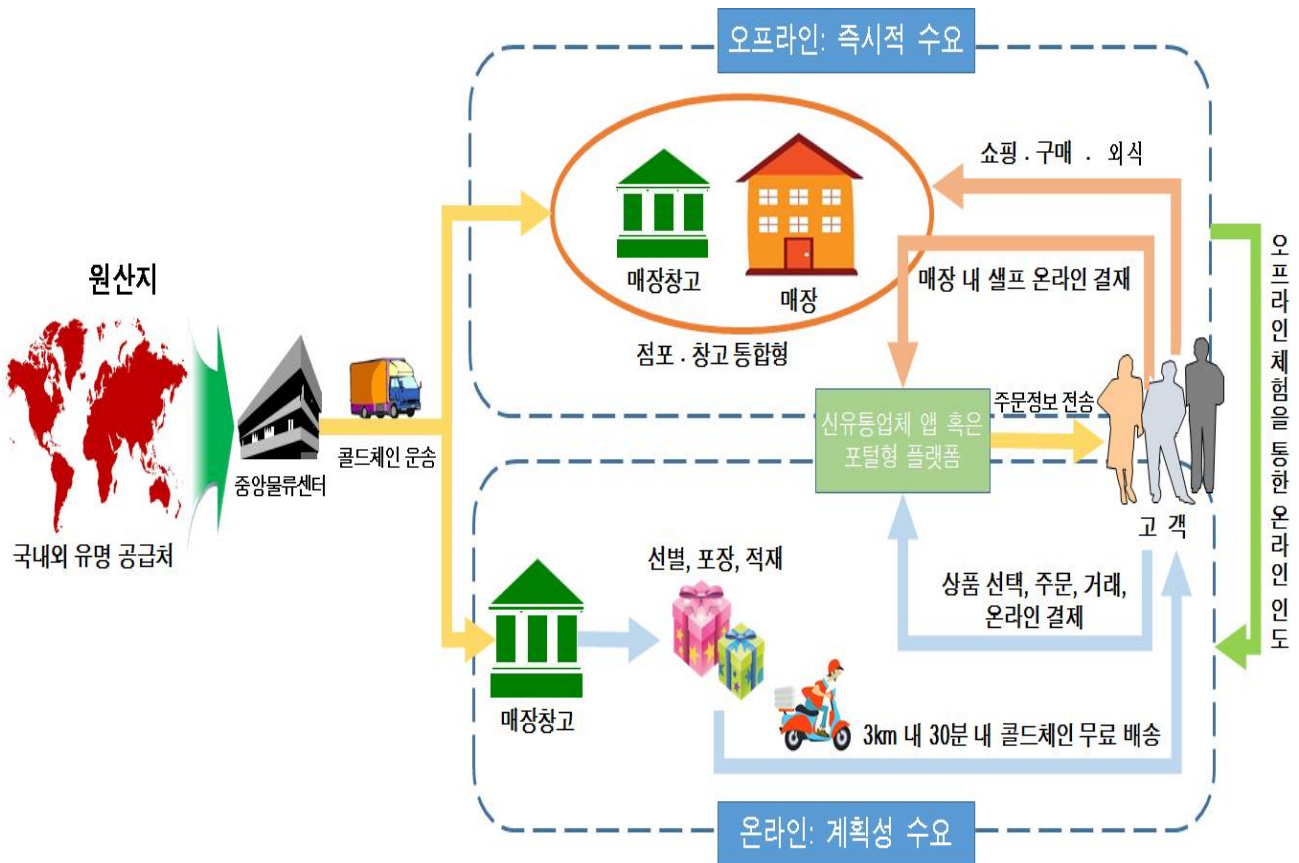 오프라인: 즉시적 수요
쇼핑 . 구매 . 외식
매장창고
매장
매장 내 샐프 온라인 결재
점포 . 창고 통합형
원산지
국내외 유명 공급처
중앙물류센터
콜드체인 운송
신유통업체 앱 혹은
포털형 플랫폼
주문정보 전송
고 객
오프라인 체험을 통한 온라인 인도
선별, 포장, 적재
상품 선택, 주문, 거래,
온라인 결제
매장창고
3km 내 30분 내 콜드체인 무료 배송
온라인: 계획성 수요